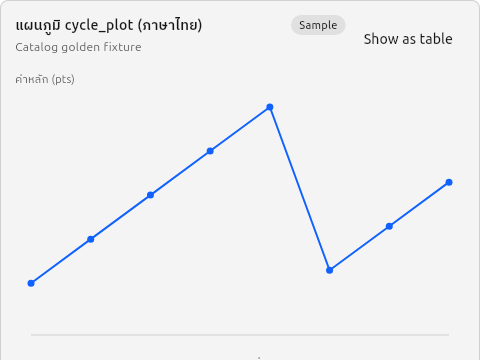 แผนภูมิ cycle_plot (ภาษาไทย)
Sample
Show as table
Catalog golden fixture
ค่าหลัก (pts)